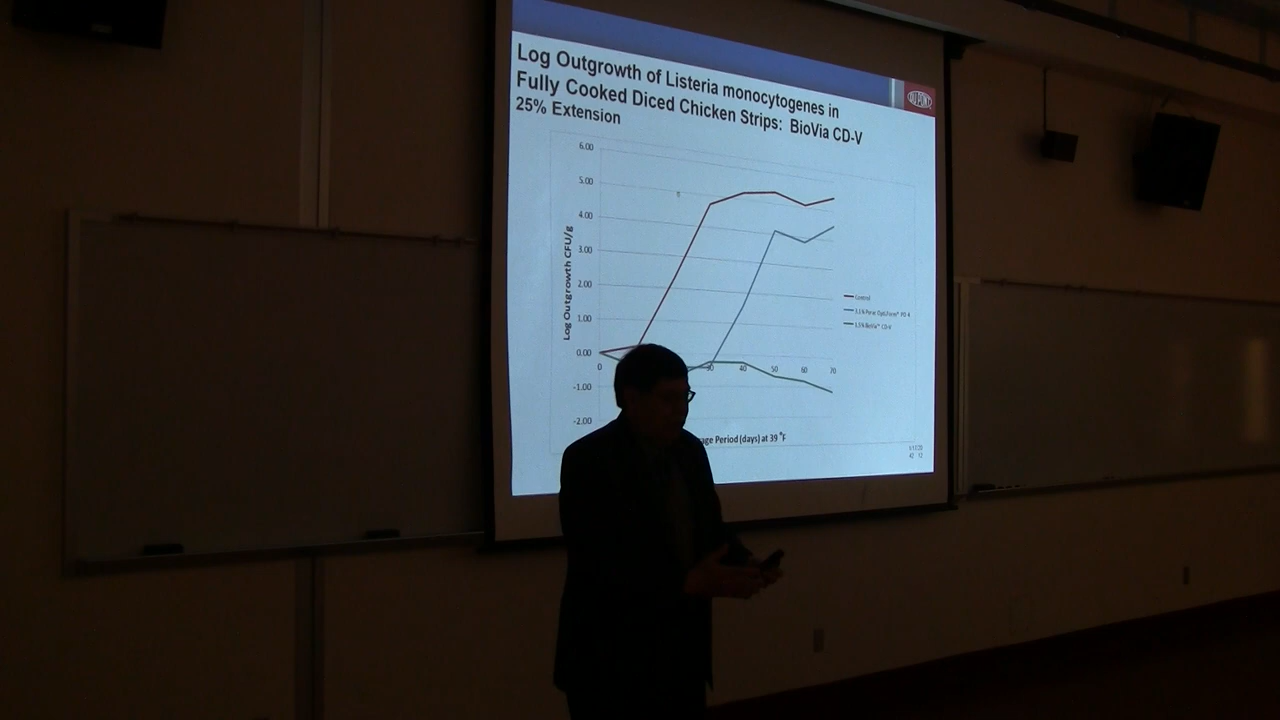 Log Outgrowth of Listeria monocytogenes in
Fully Cooked Diced Chicken Strips: BioVia CD-V
25% Extension
DUPONT
6.00
5.00
4.00
3.00
2.00
1.00
0.00
-1.00
-2.00
Log Outgrowth CFU/g
0
30
40
50
60
70
age Period (days) at 39 °F
Control
BioVia™ CD-V